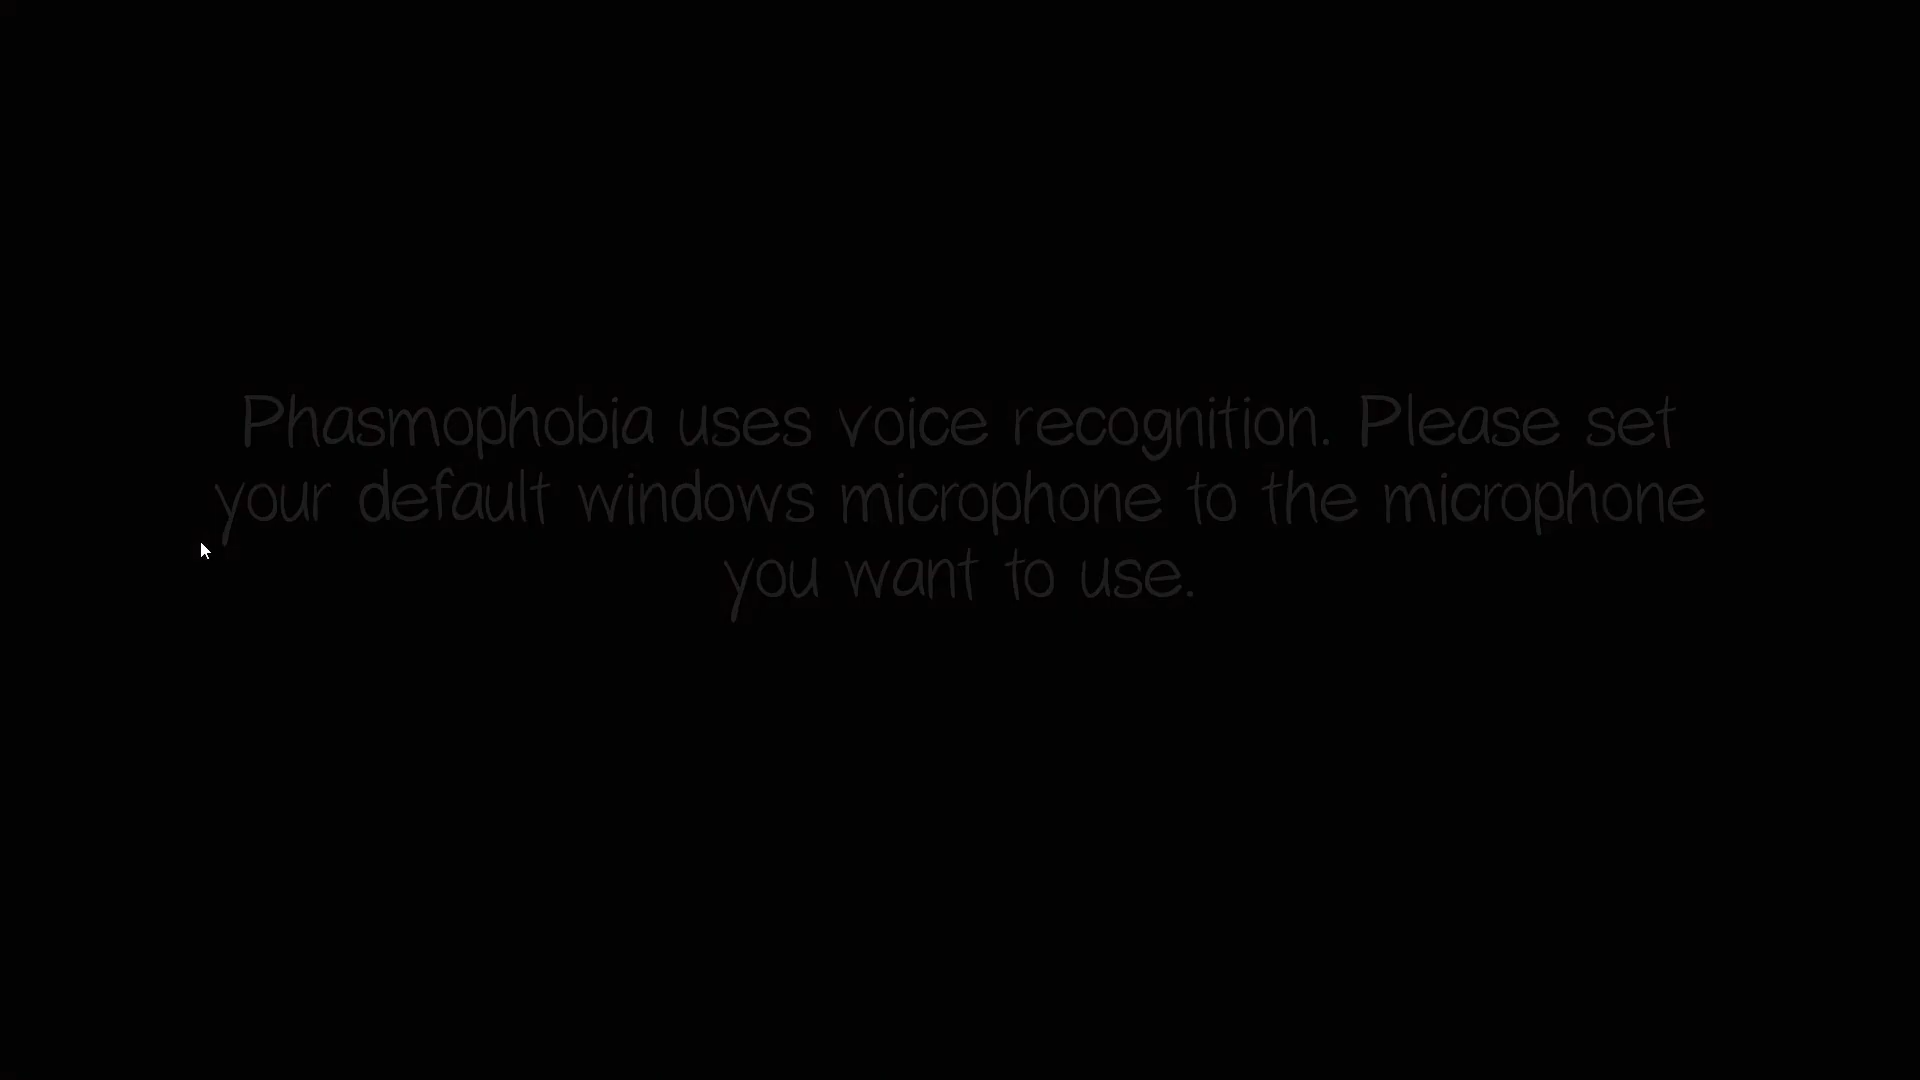 Phasmophobia uses voice recognition. Please set
your default windows microphone to the microphone
you want to use.